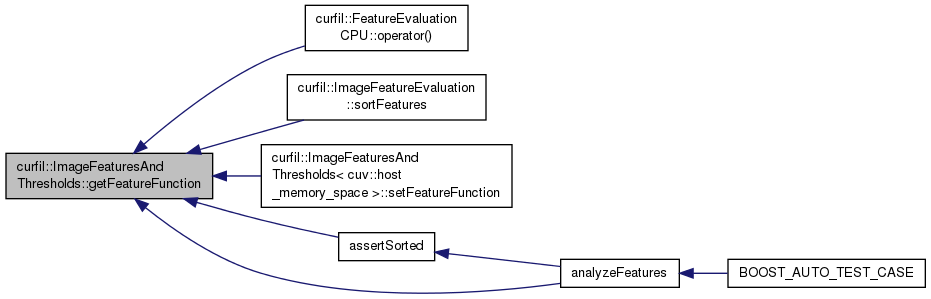 curfil::FeatureEvaluation
CPU::operator()
curfil::ImageFeatureEvaluation
::sortFeatures
curfil::ImageFeaturesAnd
Thresholds::getFeatureFunction
curfil::ImageFeaturesAnd
Thresholds< cuv::host
_memory_space >::setFeatureFunction
assertSorted
analyzeFeatures
BOOST_AUTO_TEST_CASE